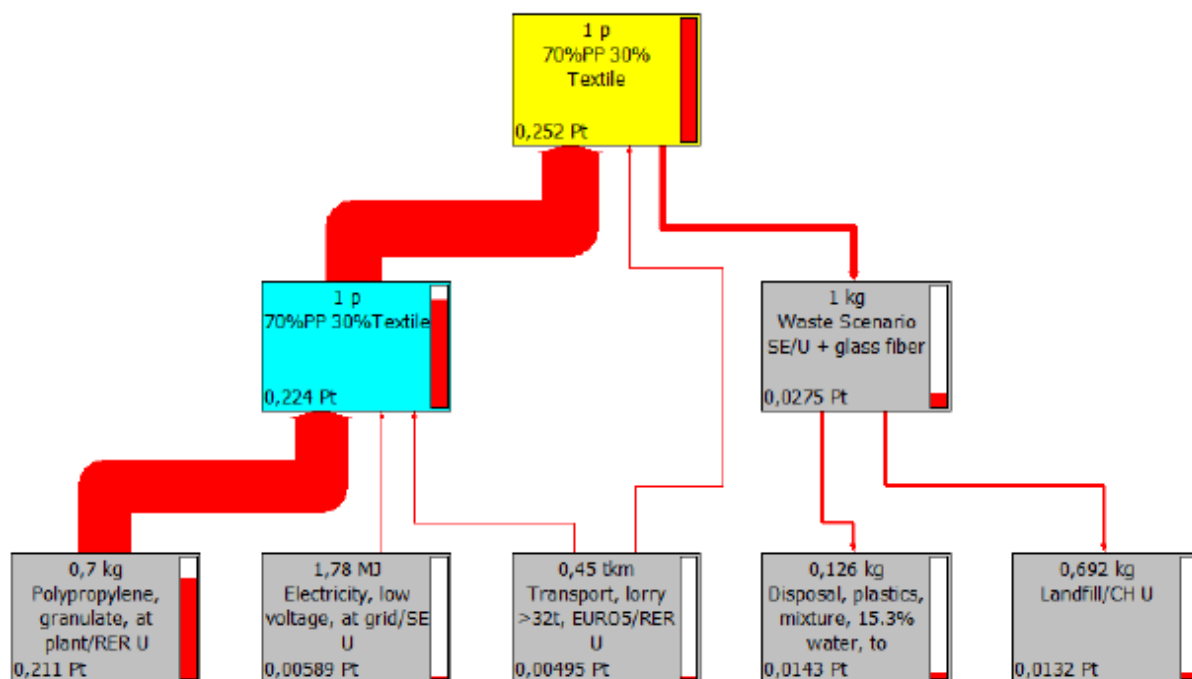 1 p
70%PP 30%
Textile
0,252 Pt
1 p
70%PP 30%Textile
0,224 Pt
1 kg
Waste Scenario
SE/U + glass fiber
0,0275 Pt
0,7 kg
Polypropylene,
granulate, at
plant/RER U
0,211 Pt
1,78 MJ
Electricity, low
voltage, at grid/SE
U
0,00589 Pt
0,45 tkm
Transport, lorry
>32t, EURO5/RER
U
0,00495 Pt
0,126 kg
Disposal, plastics,
mixture, 15.3%
water, to
0,0143 Pt
0,692 kg
Landfill/CH U
0,0132 Pt